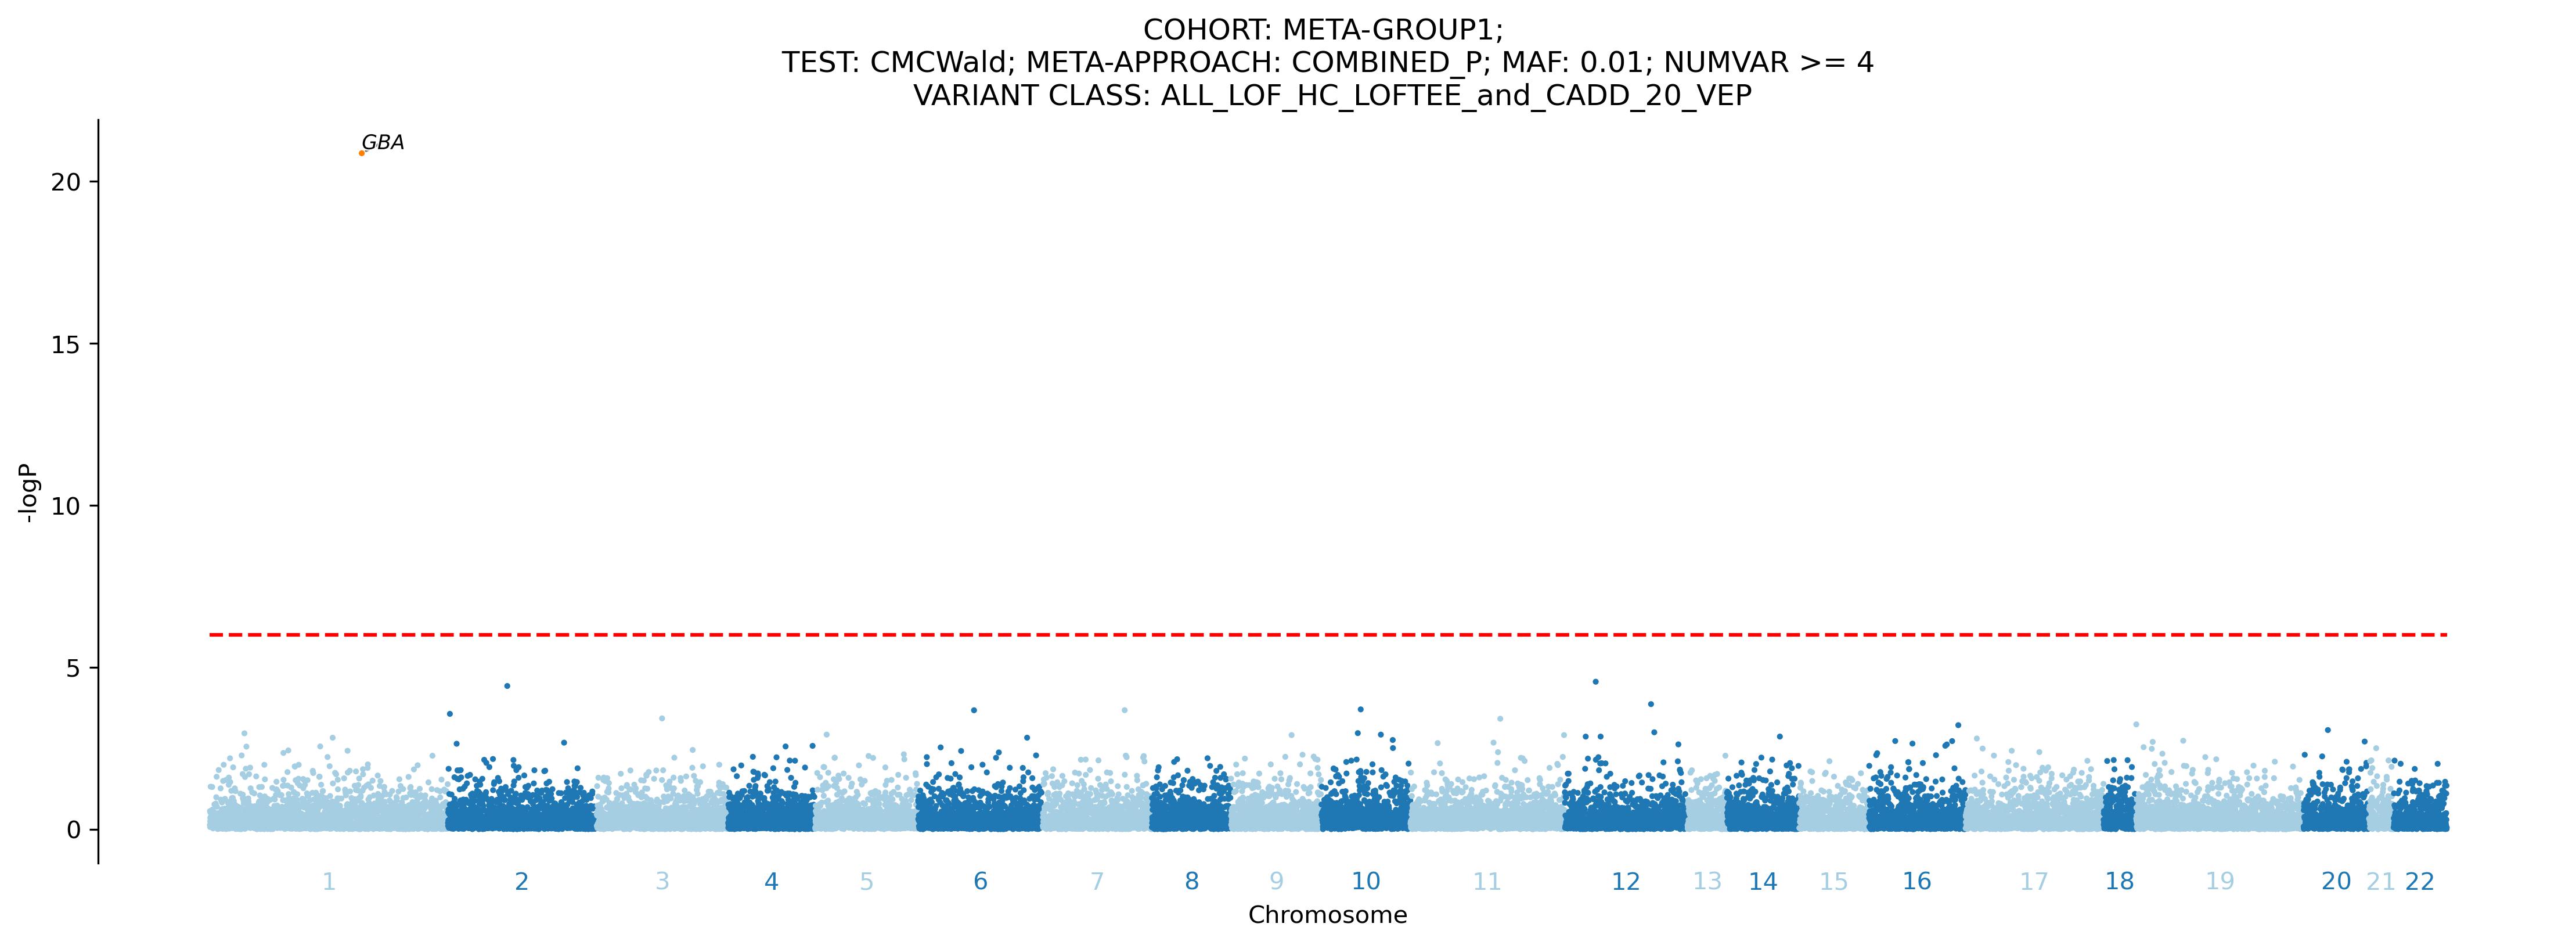 COHORT: META-GROUP1;
TEST: CMCWald; META-APPROACH: COMBINED_P; MAF: 0.01; NUMVAR >= 4
VARIANT CLASS: ALL_LOF_HC_LOFTEE_and_CADD_20_VEP
GBA
20
15
10
5
0
-logP
1 2 3 4 5 6 7 8 9 10 11 12 13 14 15 16 17 18 19 20 21 22
Chromosome